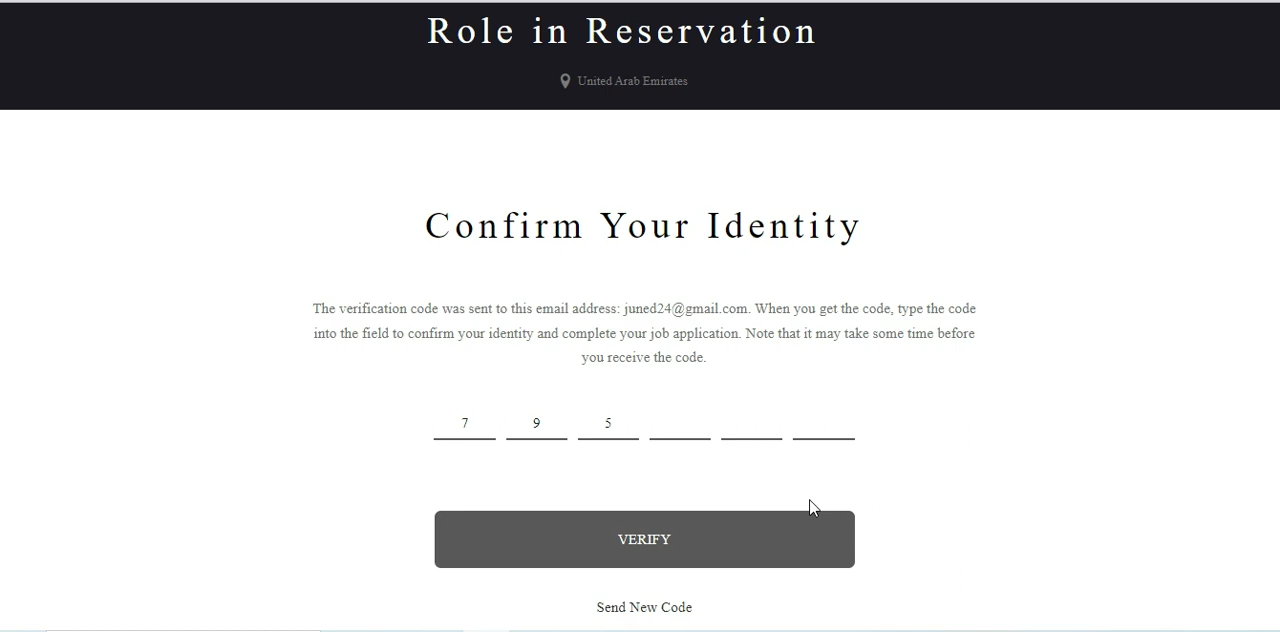 Role in Reservation
United Arab Emirates
Confirm Your Identity
The verification code was sent to this email address: juned24@gmail.com. When you get the code, type the code
into the field to confirm your identity and complete your job application. Note that it may take some time before
you receive the code.
7 9 5
VERIFY
Send New Code